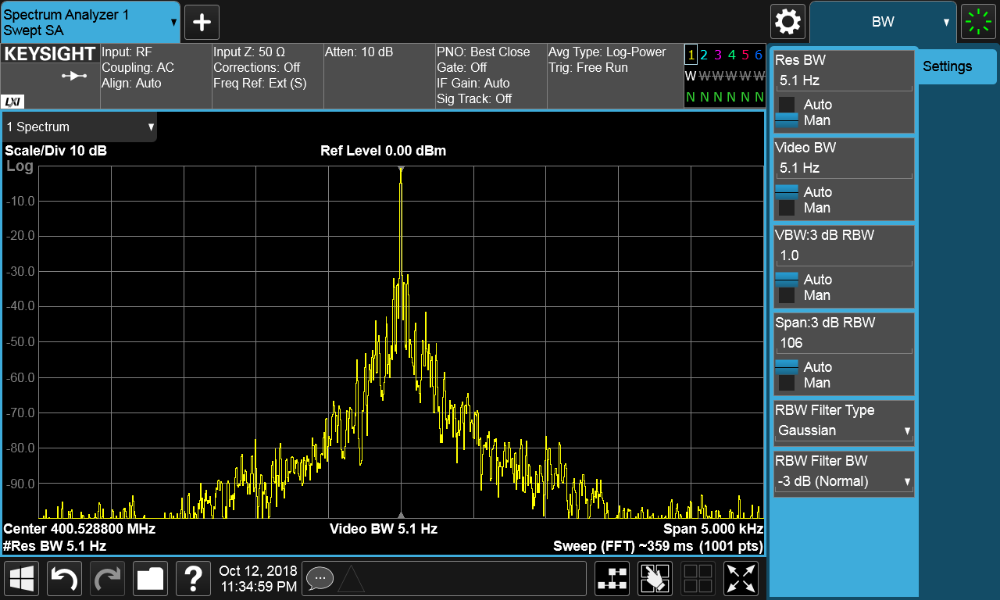 Spectrum Analyzer 1
Swept SA
BW
KEYSIGHT
LXI
Input: RF
Coupling: AC
Align: Auto
Input Z: 50 Ω
Corrections: Off
Freq Ref: Ext (S)
Atten: 10 dB
PNO: Best Close
Gate: Off
IF Gain: Auto
Sig Track: Off
Avg Type: Log-Power
Trig: Free Run
1 2 3 4 5 6
W W W W W W
N N N N N N
1 Spectrum
Scale/Div 10 dB
Ref Level 0.00 dBm
Log
-10.0
-20.0
-30.0
-40.0
-50.0
-60.0
-70.0
-80.0
-90.0
Center 400.528800 MHz
Video BW 5.1 Hz
Span 5.000 kHz
#Res BW 5.1 Hz
Sweep (FFT) ~359 ms (1001 pts)
Res BW
5.1 Hz
Auto
Man
Video BW
5.1 Hz
Auto
Man
VBW:3 dB RBW
1.0
Auto
Man
Span:3 dB RBW
106
Auto
Man
RBW Filter Type
Gaussian
RBW Filter BW
-3 dB (Normal)
Settings
?
Oct 12, 2018
11:34:59 PM